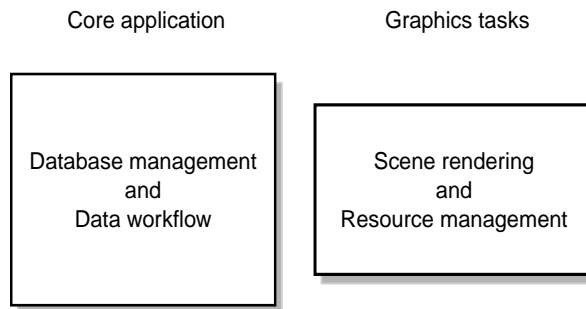 Core application
Graphics tasks
Database management
and
Data workflow
Scene rendering
and
Resource management